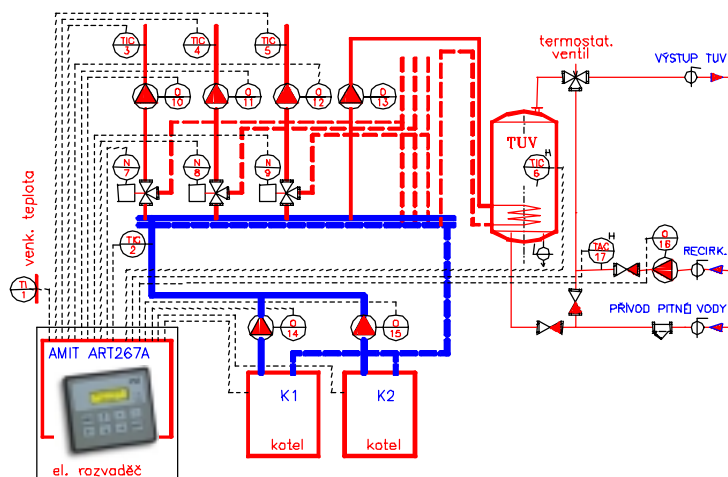 TIC 3
TIC 4
TIC 5
termostat. ventil
VÝSTUP TUV
O 10
O 11
O 12
O 13
TUV
TIC 6
H
N 7
N 8
N 9
venk. teplota
TIC 2
TI 1
H
TAC 17
O 16
RECIRK.
PŘÍVOD PITNÉ VODY
O 14
O 15
AMIT ART267A
K1
K2
kotel
kotel
el. rozvaděč